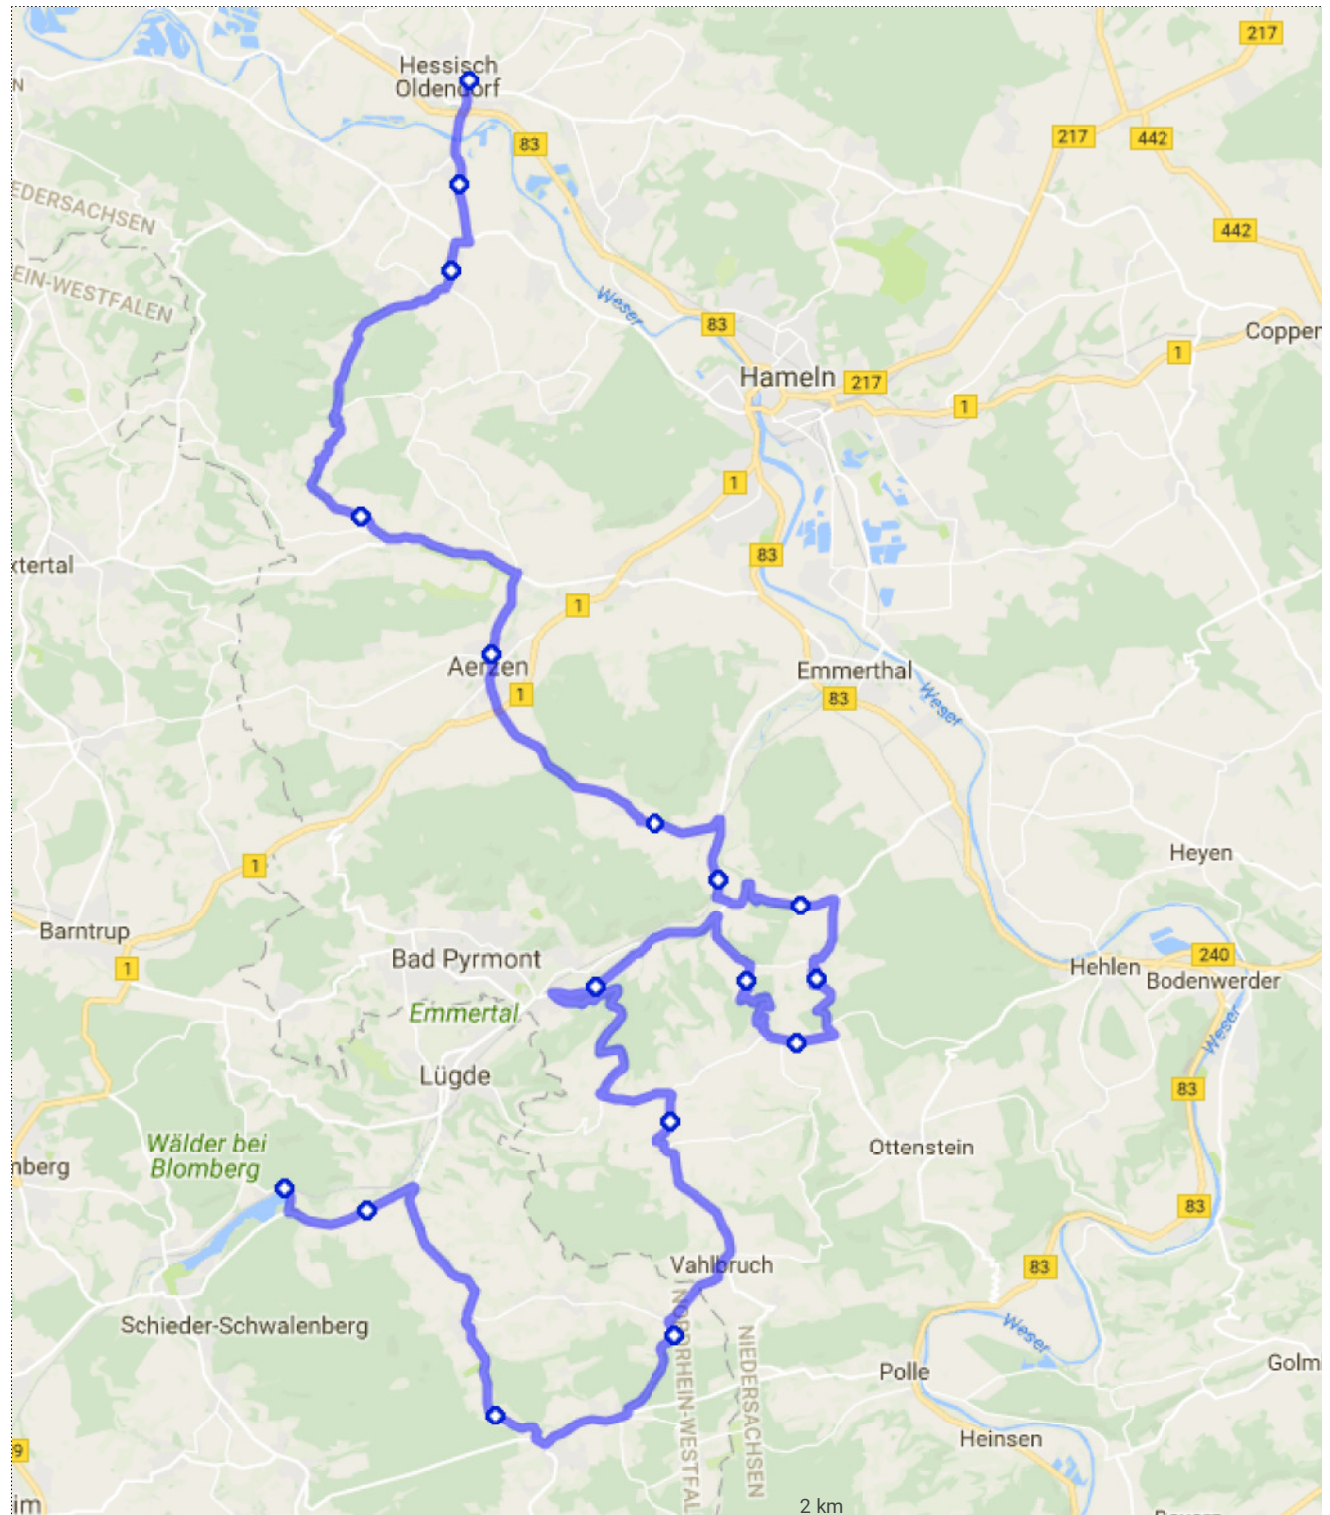 217
Hessisch
Oldendorf
N
83
217
442
EDERSACHSEN
442
EIN-WESTFALEN
Weser
83
Coppen
1
Hameln
217
1
1
83
xtertal
1
Aerzen
Emmerthal
1
83
Weser
Heyen
1
Barntrup
240
Bad Pyrmont
1
Hehlen
Bodenwerder
Emmertal
Weser
Lügde
83
Wälder bei
Blomberg
Ottenstein
nberg
83
Vahlbruch
83
Schieder-Schwalenberg
Weser
NORDRHEIN-WESTFAL
NIEDERSACHSEN
Polle
Golm
Heinsen
9
im
2 km